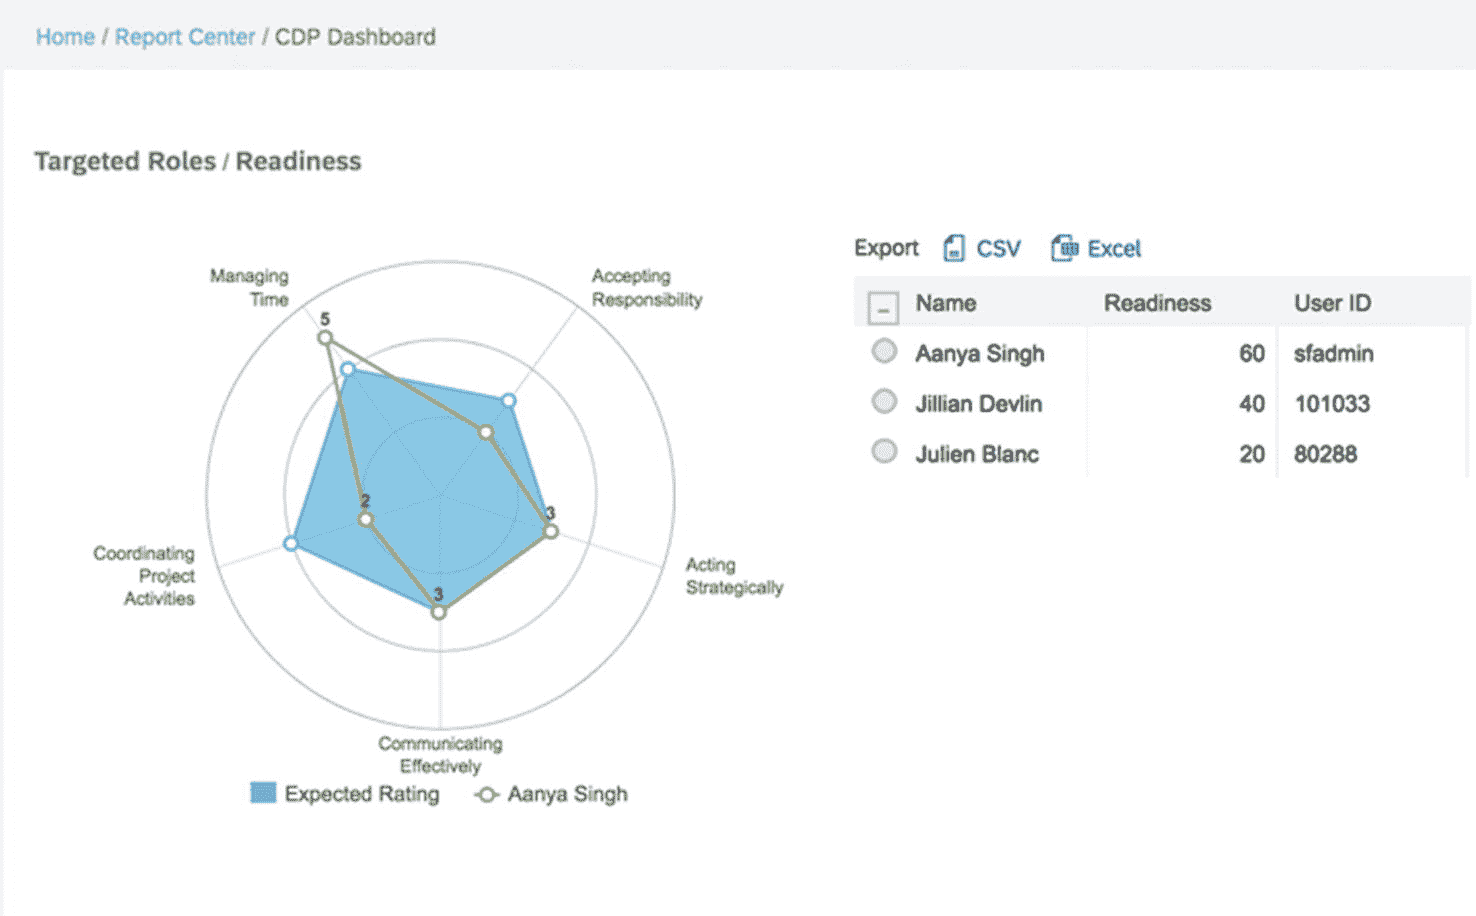 Home / Report Center / CDP Dashboard
Targeted Roles / Readiness
Managing
Time
Accepting
Responsibility
5
2
3
3
Coordinating
Project
Activities
Acting
Strategically
Communicating
Effectively
Expected Rating Aanya Singh
Export CSV Excel
Name Readiness User ID
Aanya Singh 60 sfadmin
Jillian Devlin 40 101033
Julien Blanc 20 80288